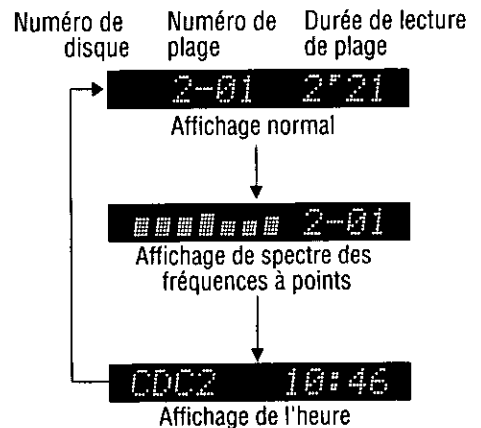 Numéro de Numéro de Durée de lecture
disque plage de plage
2-01 2'21
Affichage normal
2-01
Affichage de spectre des
fréquences à points
CDC2 10:46
Affichage de l'heure